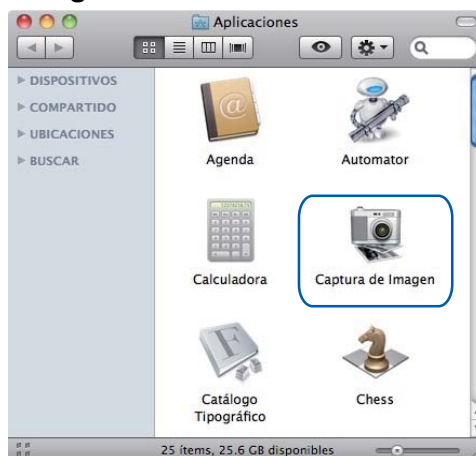 Aplicaciones
DISPOSITIVOS
COMPARTIDO
UBICACIONES
BUSCAR
Agenda
Automator
Calculadora
Captura de Imagen
Catálogo
Tipográfico
Chess
25 ítems, 25.6 GB disponibles